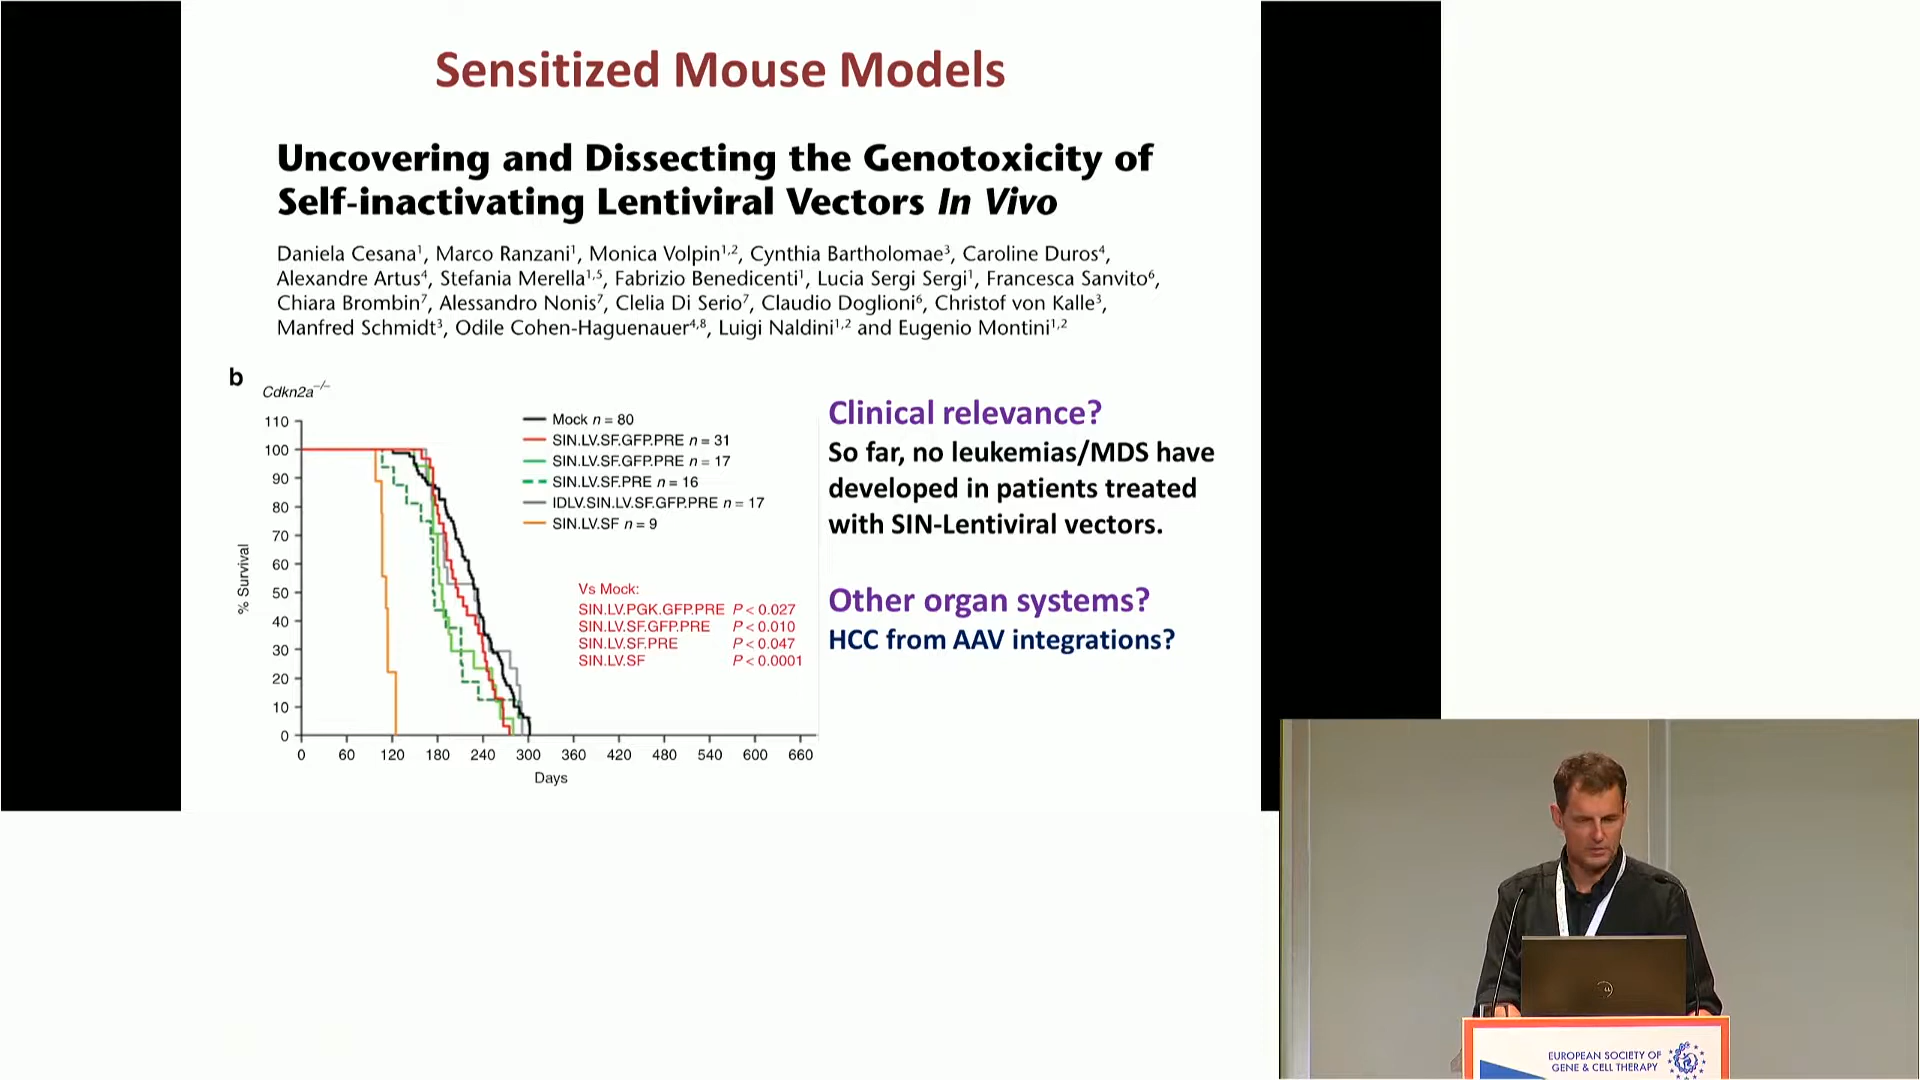 Sensitized Mouse Models
Uncovering and Dissecting the Genotoxicity of
Self-inactivating Lentiviral Vectors In Vivo
Daniela Cesana1, Marco Ranzani1, Monica Volpin1,2, Cynthia Bartholomae3, Caroline Duros4,
Alexandre Artus4, Stefania Merella1,5, Fabrizio Benedicenti1, Lucia Sergi Sergi1, Francesca Sanvito6,
Chiara Brombin7, Alessandro Nonis7, Clelia Di Serio7, Claudio Doglioni6, Christof von Kalle3,
Manfred Schmidt3, Odile Cohen-Haguenauer4,8, Luigi Naldini1,2 and Eugenio Montini1,2
b
Cdkn2a−/−
110
100
90
80
70
60
50
40
30
20
10
0
% Survival
0 60 120 180 240 300 360 420 480 540 600 660
Days
Mock n = 80
SIN.LV.SF.GFP.PRE n = 31
SIN.LV.SF.GFP.PRE n = 17
SIN.LV.SF.PRE n = 16
IDLV.SIN.LV.SF.GFP.PRE n = 17
SIN.LV.SF n = 9
Vs Mock:
SIN.LV.PGK.GFP.PRE P < 0.027
SIN.LV.SF.GFP.PRE P < 0.010
SIN.LV.SF.PRE P < 0.047
SIN.LV.SF P < 0.0001
Clinical relevance?
So far, no leukemias/MDS have
developed in patients treated
with SIN-Lentiviral vectors.
Other organ systems?
HCC from AAV integrations?
EUROPEAN SOCIETY OF
GENE & CELL THERAPY